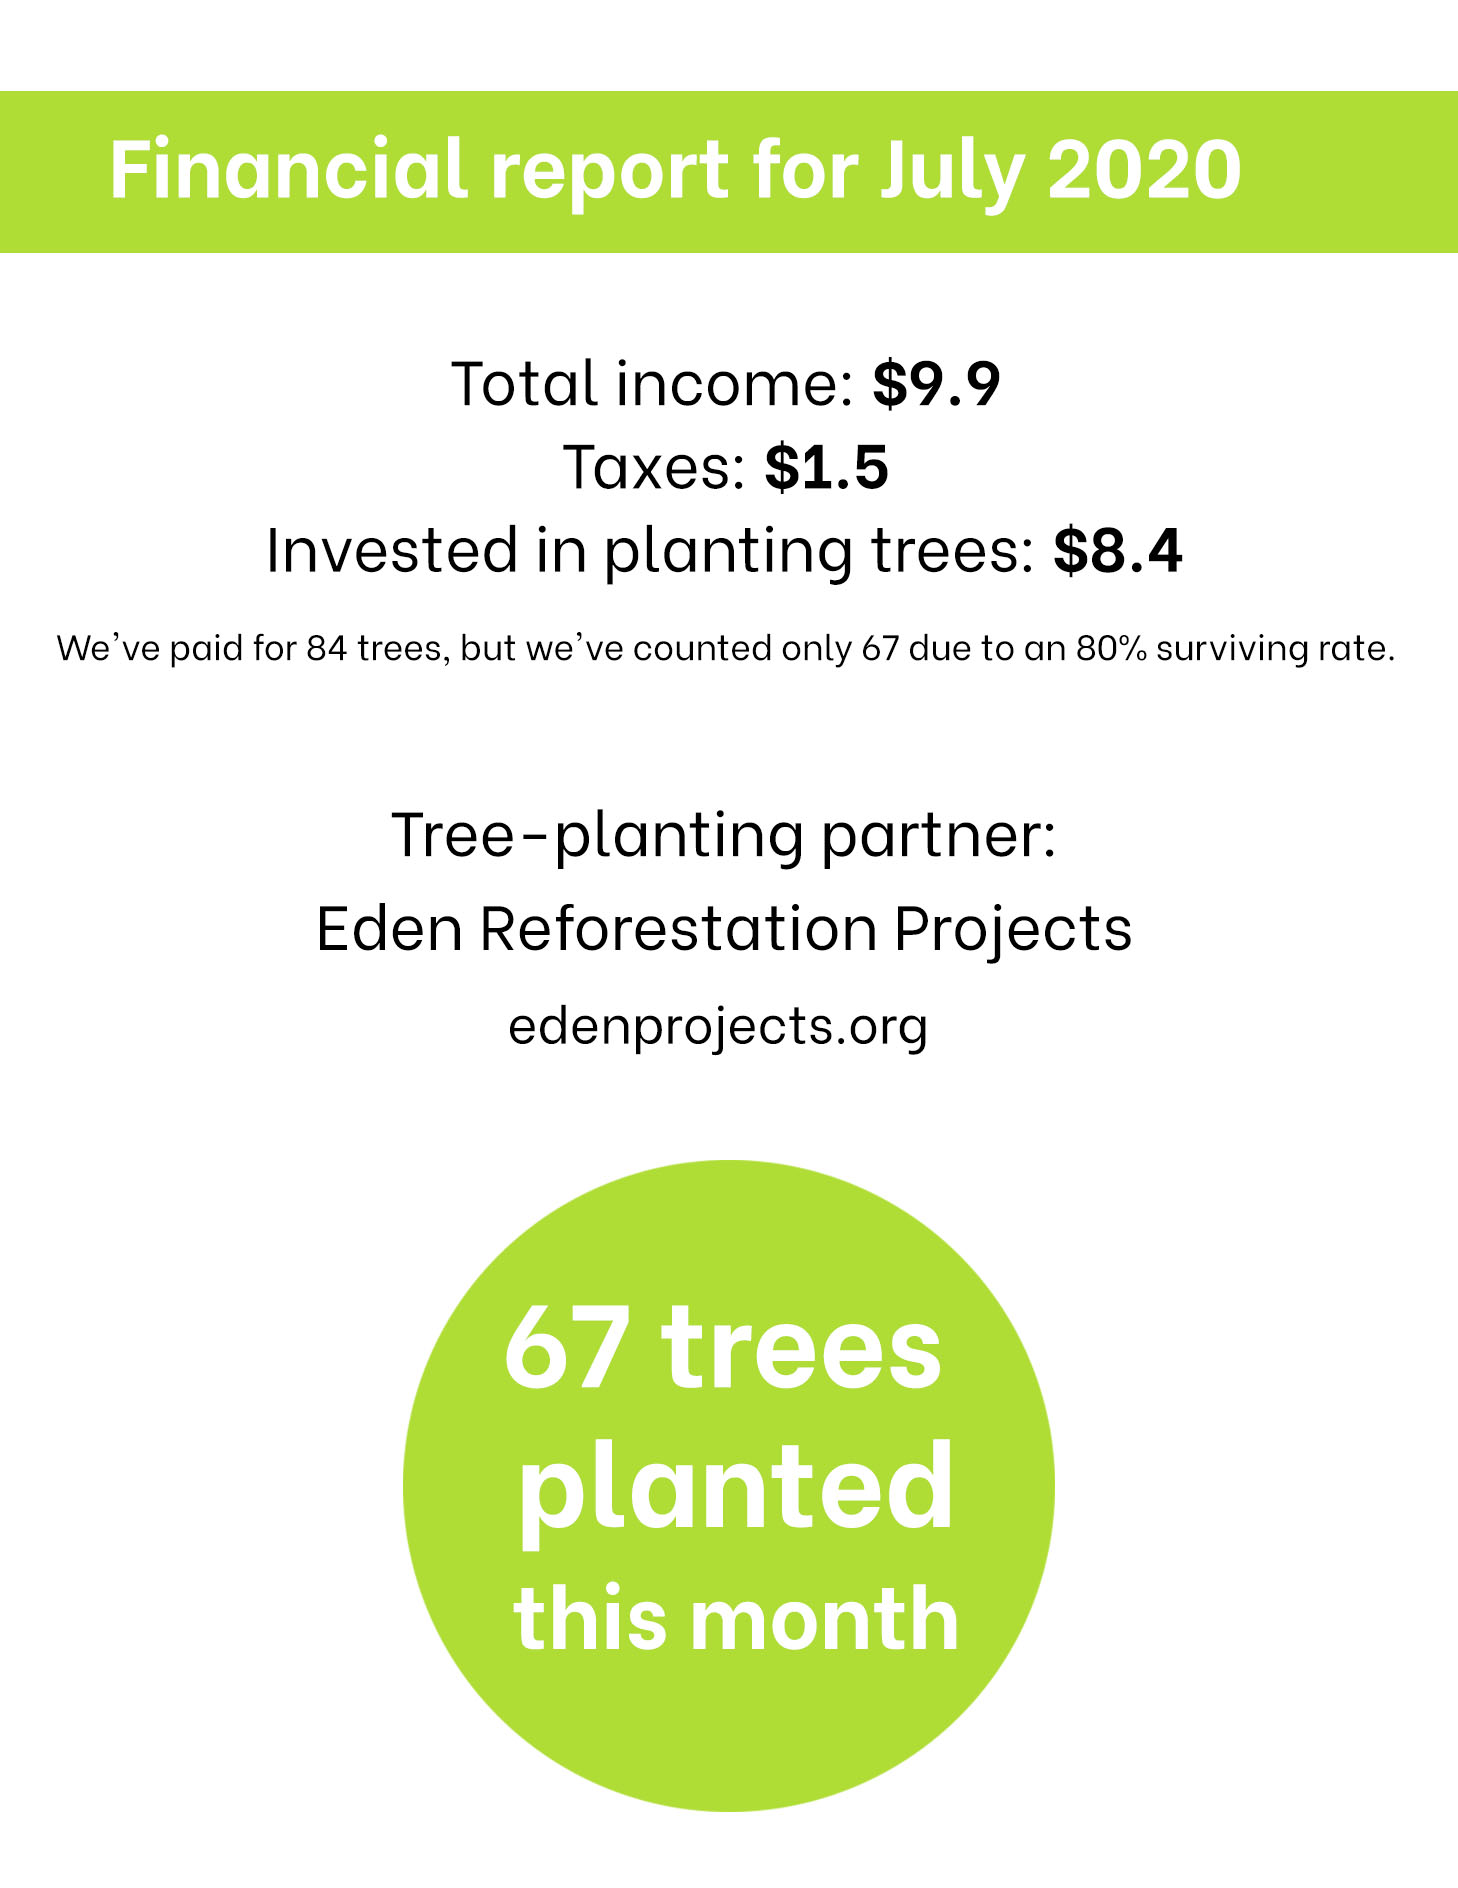 Financial report for July 2020
Total income: $9.9
Taxes: $1.5
Invested in planting trees: $8.4
We've paid for 84 trees, but we've counted only 67 due to an 80% surviving rate.
Tree-planting partner:
Eden Reforestation Projects
edenprojects.org
67 trees
planted
this month